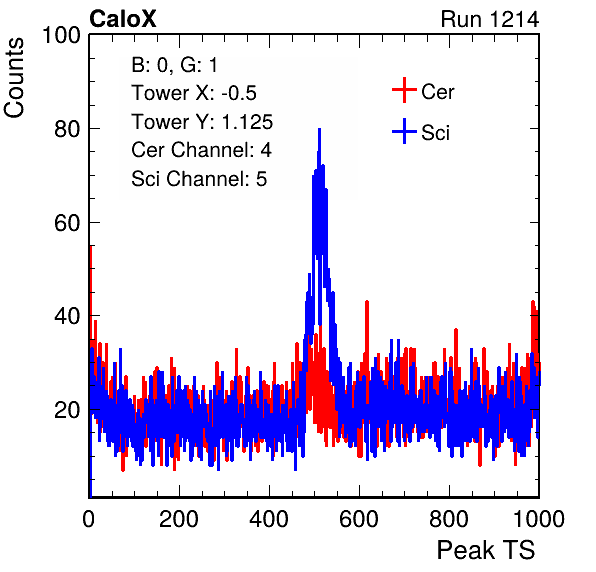 CaloX Run 1214
Counts
100
80
60
40
20
B: 0, G: 1
Tower X: -0.5
Tower Y: 1.125
Cer Channel: 4
Sci Channel: 5
Cer
Sci
0 200 400 600 800 1000
Peak TS